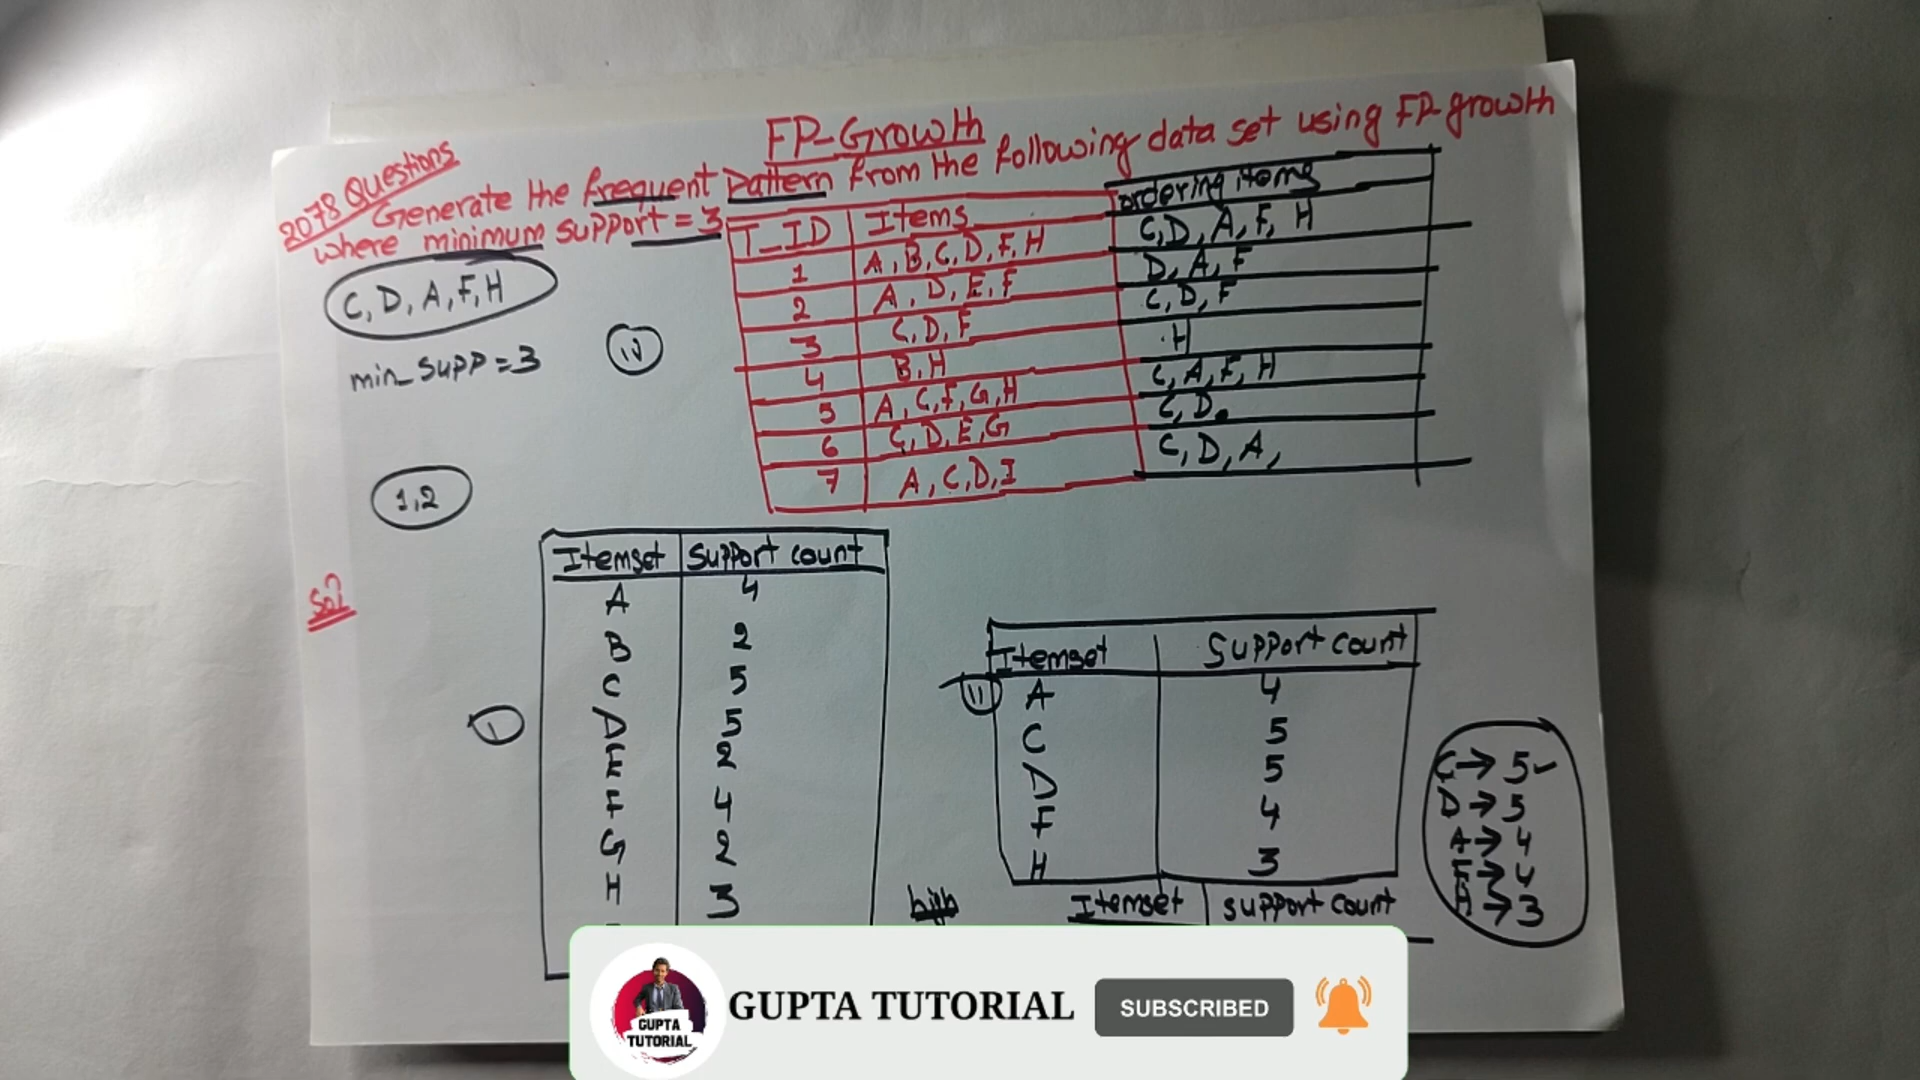 FP-Growth
2078 Questions
Generate the frequent pattern from the following data set using FP-growth
where minimum support = 3
T_ID Items ordering items
1 A, B, C, D, F, H C, D, A, F, H
2 A, D, E, F D, A, F
3 C, D, F C, D, F
4 B, H H
5 A, C, F, G, H C, A, F, H
6 C, D, E, G C, D
7 A, C, D, I C, D, A,
C, D, A, F, H
min_supp = 3
iv
1,2
Sol
Itemset Support count
A 4
B 2
C 5
D 5
E 2
F 4
G 2
H 3
i
ii
Itemset Support count
A 4
C 5
D 5
F 4
H 3
Itemset support count
C → 5
D → 5
A → 4
F → 4
H → 3
GUPTA TUTORIAL
GUPTA TUTORIAL
SUBSCRIBED